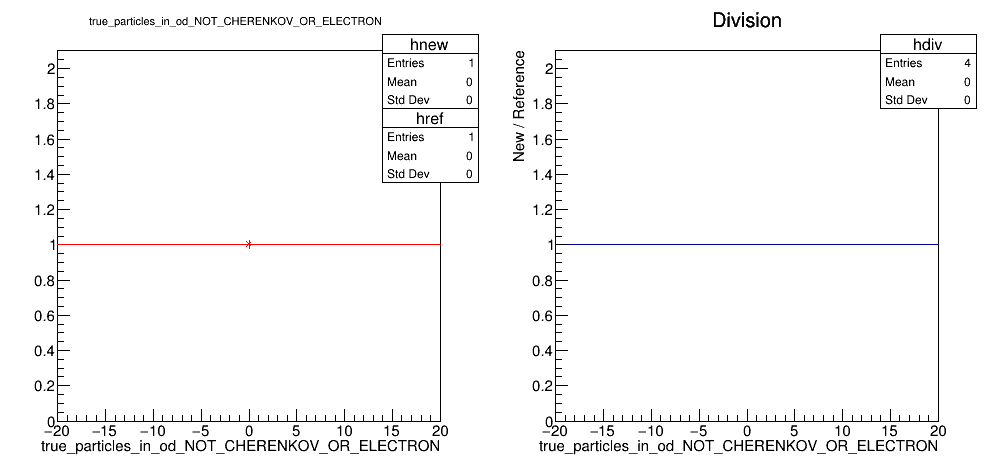 true_particles_in_od_NOT_CHERENKOV_OR_ELECTRON
hnew
Entries 1
Mean 0
Std Dev 0
href
Entries 1
Mean 0
Std Dev 0
2
1.8
1.6
1.4
1.2
1
0.8
0.6
0.4
0.2
0
−20 −15 −10 −5 0 5 10 15 20
true_particles_in_od_NOT_CHERENKOV_OR_ELECTRON
Division
hdiv
Entries 4
Mean 0
Std Dev 0
New / Reference
2
1.8
1.6
1.4
1.2
1
0.8
0.6
0.4
0.2
0
−20 −15 −10 −5 0 5 10 15 20
true_particles_in_od_NOT_CHERENKOV_OR_ELECTRON